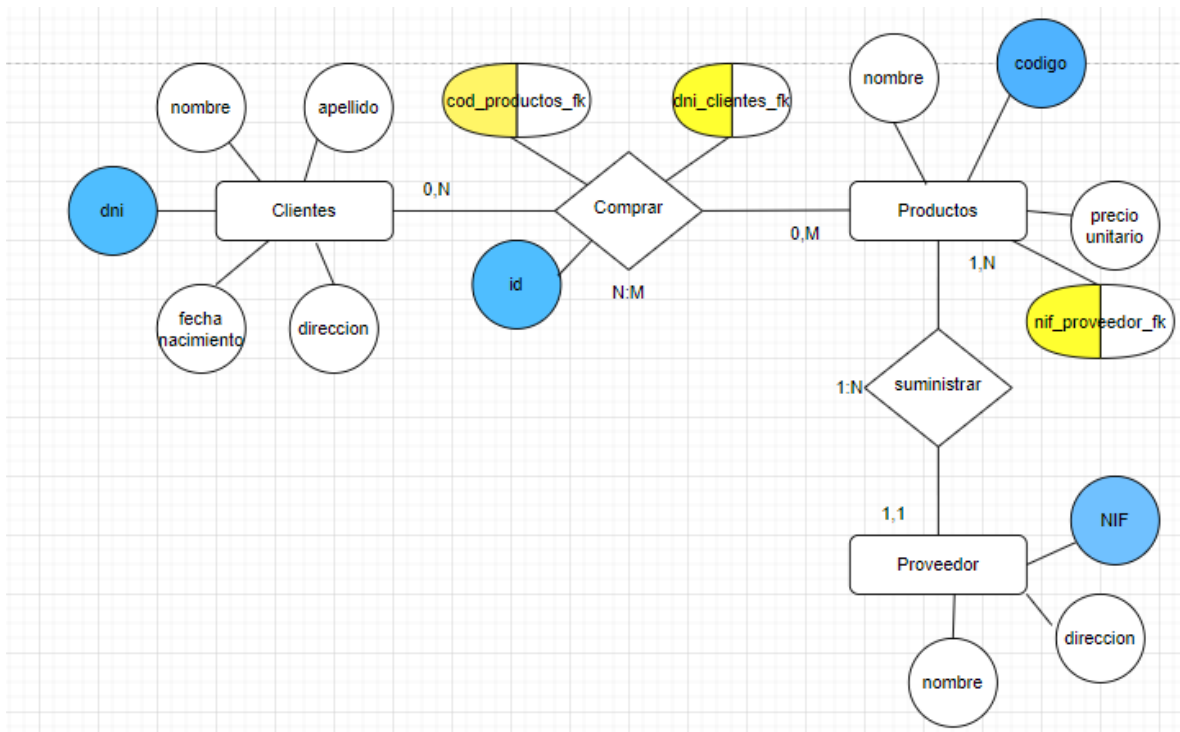 nombre
apellido
cod_productos_fk
dni_clientes_fk
nombre
codigo
dni
Clientes
0,N
Comprar
0,M
Productos
precio
unitario
id
N:M
1,N
fecha
nacimiento
direccion
nif_proveedor_fk
1:N
suministrar
1,1
NIF
Proveedor
direccion
nombre